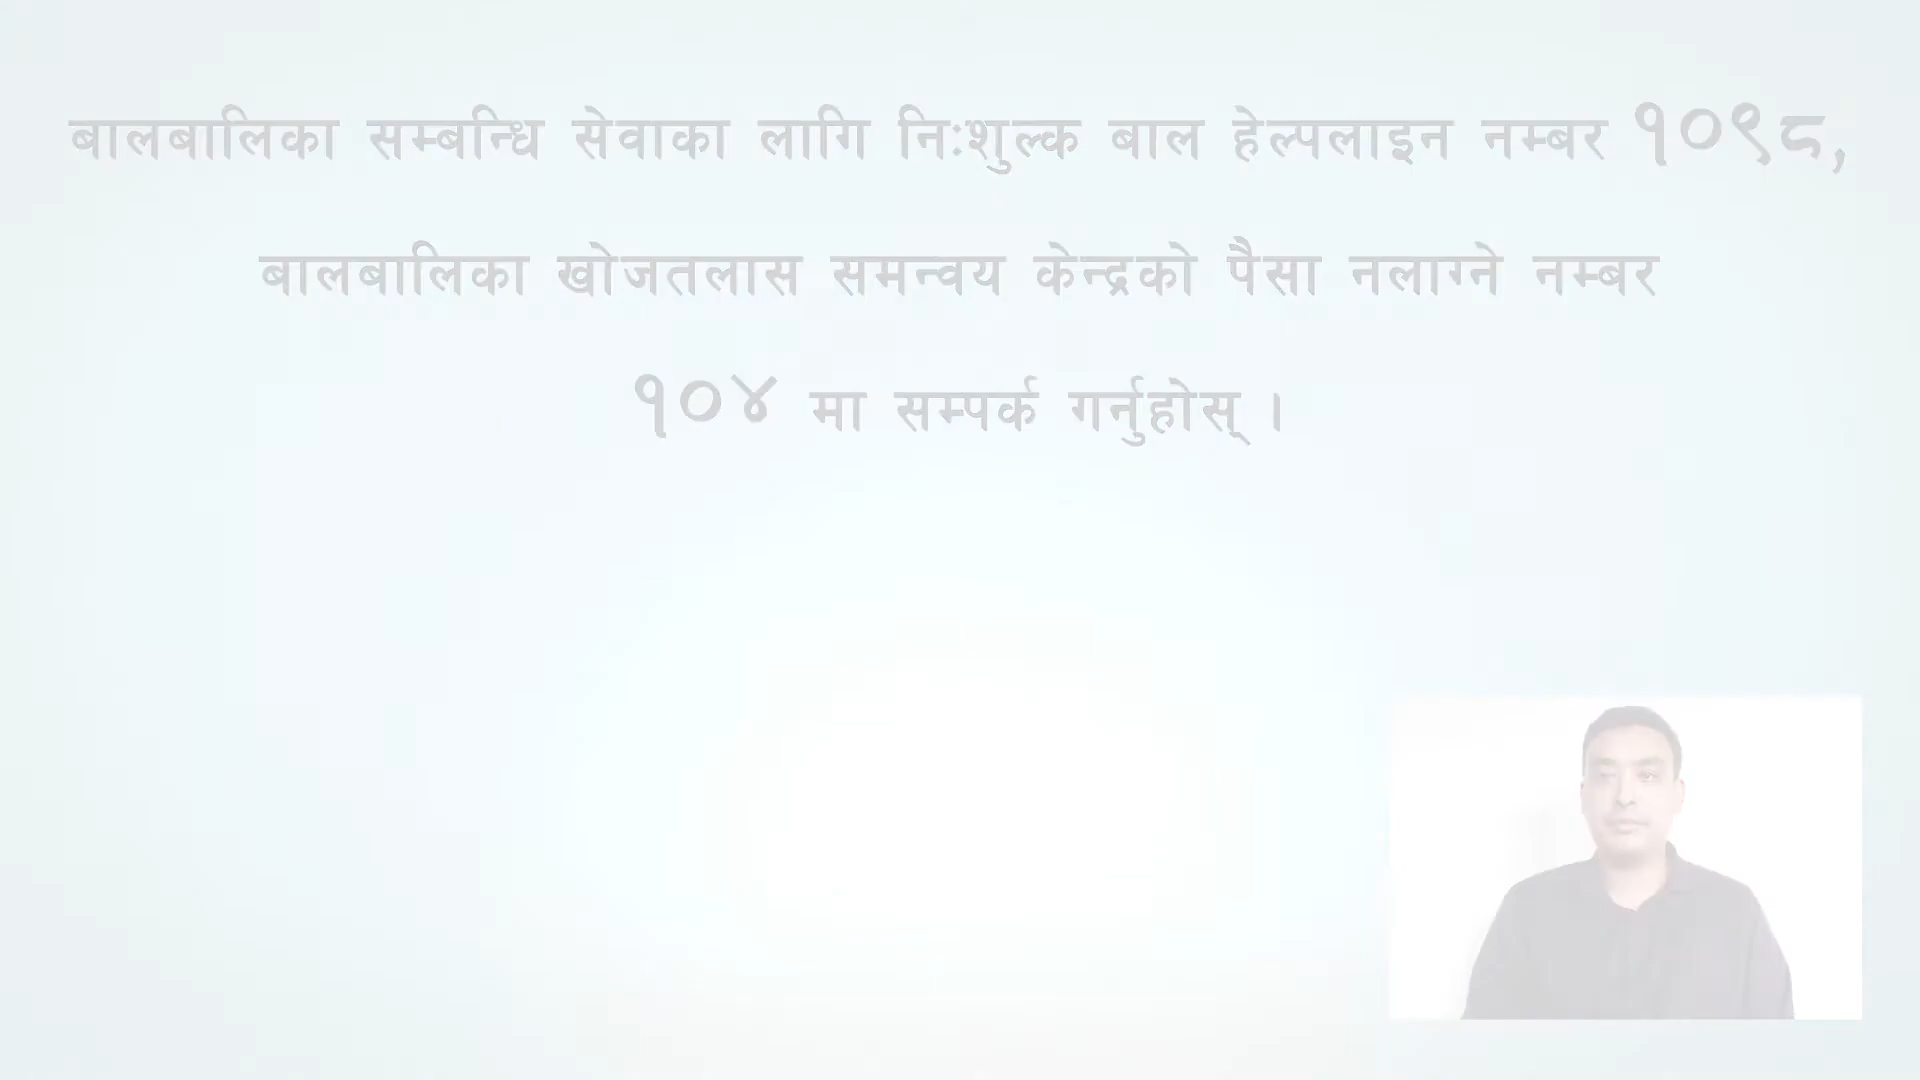 बालबालिका सम्बन्धि सेवाका लागि निःशुल्क बाल हेल्पलाइन नम्बर १०९८,
बालबालिका खोजतलास समन्वय केन्द्रको पैसा नलाग्ने नम्बर
१०४ मा सम्पर्क गर्नुहोस् ।